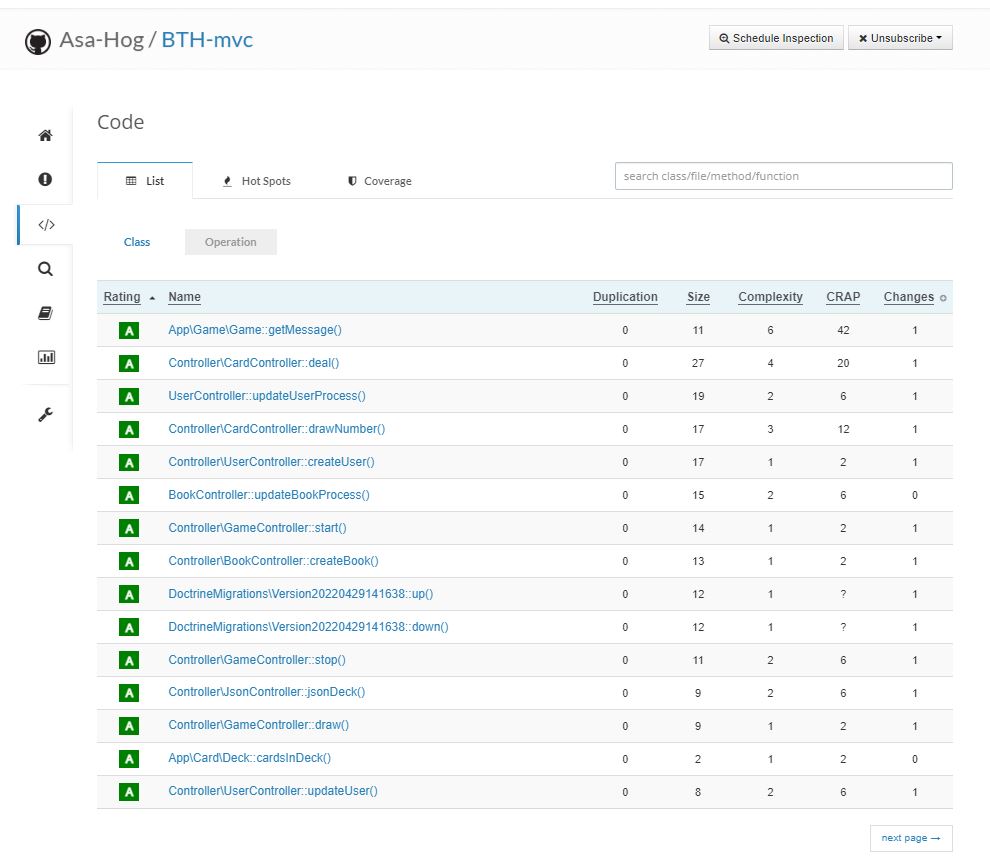 Asa-Hog / BTH-mvc
Schedule Inspection
Unsubscribe
Code
List
Hot Spots
Coverage
search class/file/method/function
Class
Operation
Rating Name Duplication Size Complexity CRAP Changes
A App\Game\Game::getMessage() 0 11 6 42 1
A Controller\CardController::deal() 0 27 4 20 1
A UserController::updateUserProcess() 0 19 2 6 1
A Controller\CardController::drawNumber() 0 17 3 12 1
A Controller\UserController::createUser() 0 17 1 2 1
A BookController::updateBookProcess() 0 15 2 6 0
A Controller\GameController::start() 0 14 1 2 1
A Controller\BookController::createBook() 0 13 1 2 1
A DoctrineMigrations\Version20220429141638::up() 0 12 1 ? 1
A DoctrineMigrations\Version20220429141638::down() 0 12 1 ? 1
A Controller\GameController::stop() 0 11 2 6 1
A Controller\JsonController::jsonDeck() 0 9 2 6 1
A Controller\GameController::draw() 0 9 1 2 1
A App\Card\Deck::cardsInDeck() 0 2 1 2 0
A Controller\UserController::updateUser() 0 8 2 6 1
next page →